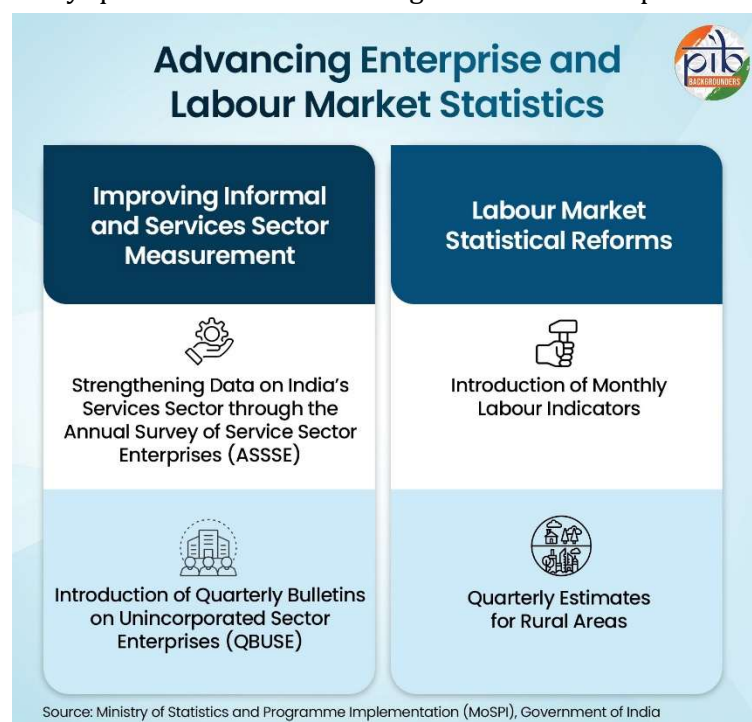 Advancing Enterprise and
Labour Market Statistics
pib
BACKGROUNDERS
Improving Informal
and Services Sector
Measurement
Strengthening Data on India's
Services Sector through the
Annual Survey of Service Sector
Enterprises (ASSSE)
Introduction of Quarterly Bulletins
on Unincorporated Sector
Enterprises (QBUSE)
Labour Market
Statistical Reforms
Introduction of Monthly
Labour Indicators
Quarterly Estimates
for Rural Areas
Source: Ministry of Statistics and Programme Implementation (MoSPI), Government of India